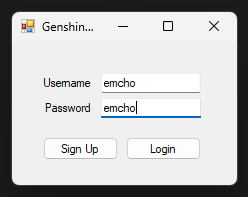 Genshin...
Username emcho
Password emcho
Sign Up Login